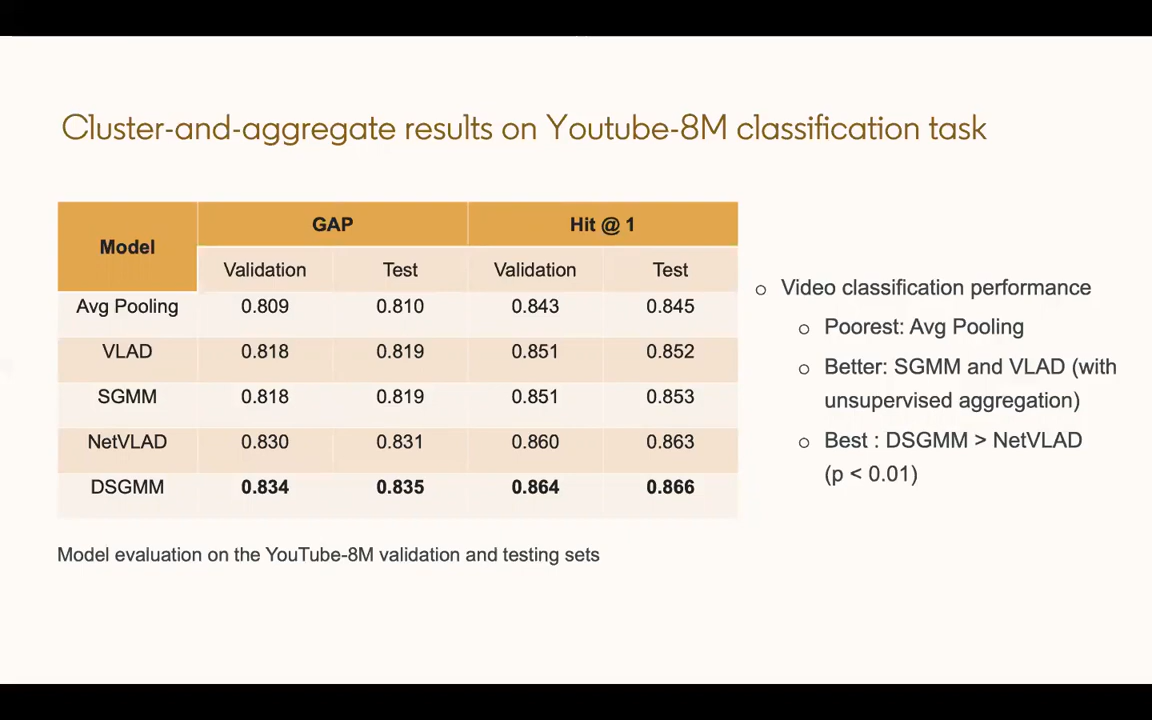 Cluster-and-aggregate results on Youtube-8M classification task
Model GAP Hit @ 1
Validation Test Validation Test
Avg Pooling 0.809 0.810 0.843 0.845
VLAD 0.818 0.819 0.851 0.852
SGMM 0.818 0.819 0.851 0.853
NetVLAD 0.830 0.831 0.860 0.863
DSGMM 0.834 0.835 0.864 0.866
Model evaluation on the YouTube-8M validation and testing sets
Video classification performance
Poorest: Avg Pooling
Better: SGMM and VLAD (with
unsupervised aggregation)
Best : DSGMM > NetVLAD
(p < 0.01)